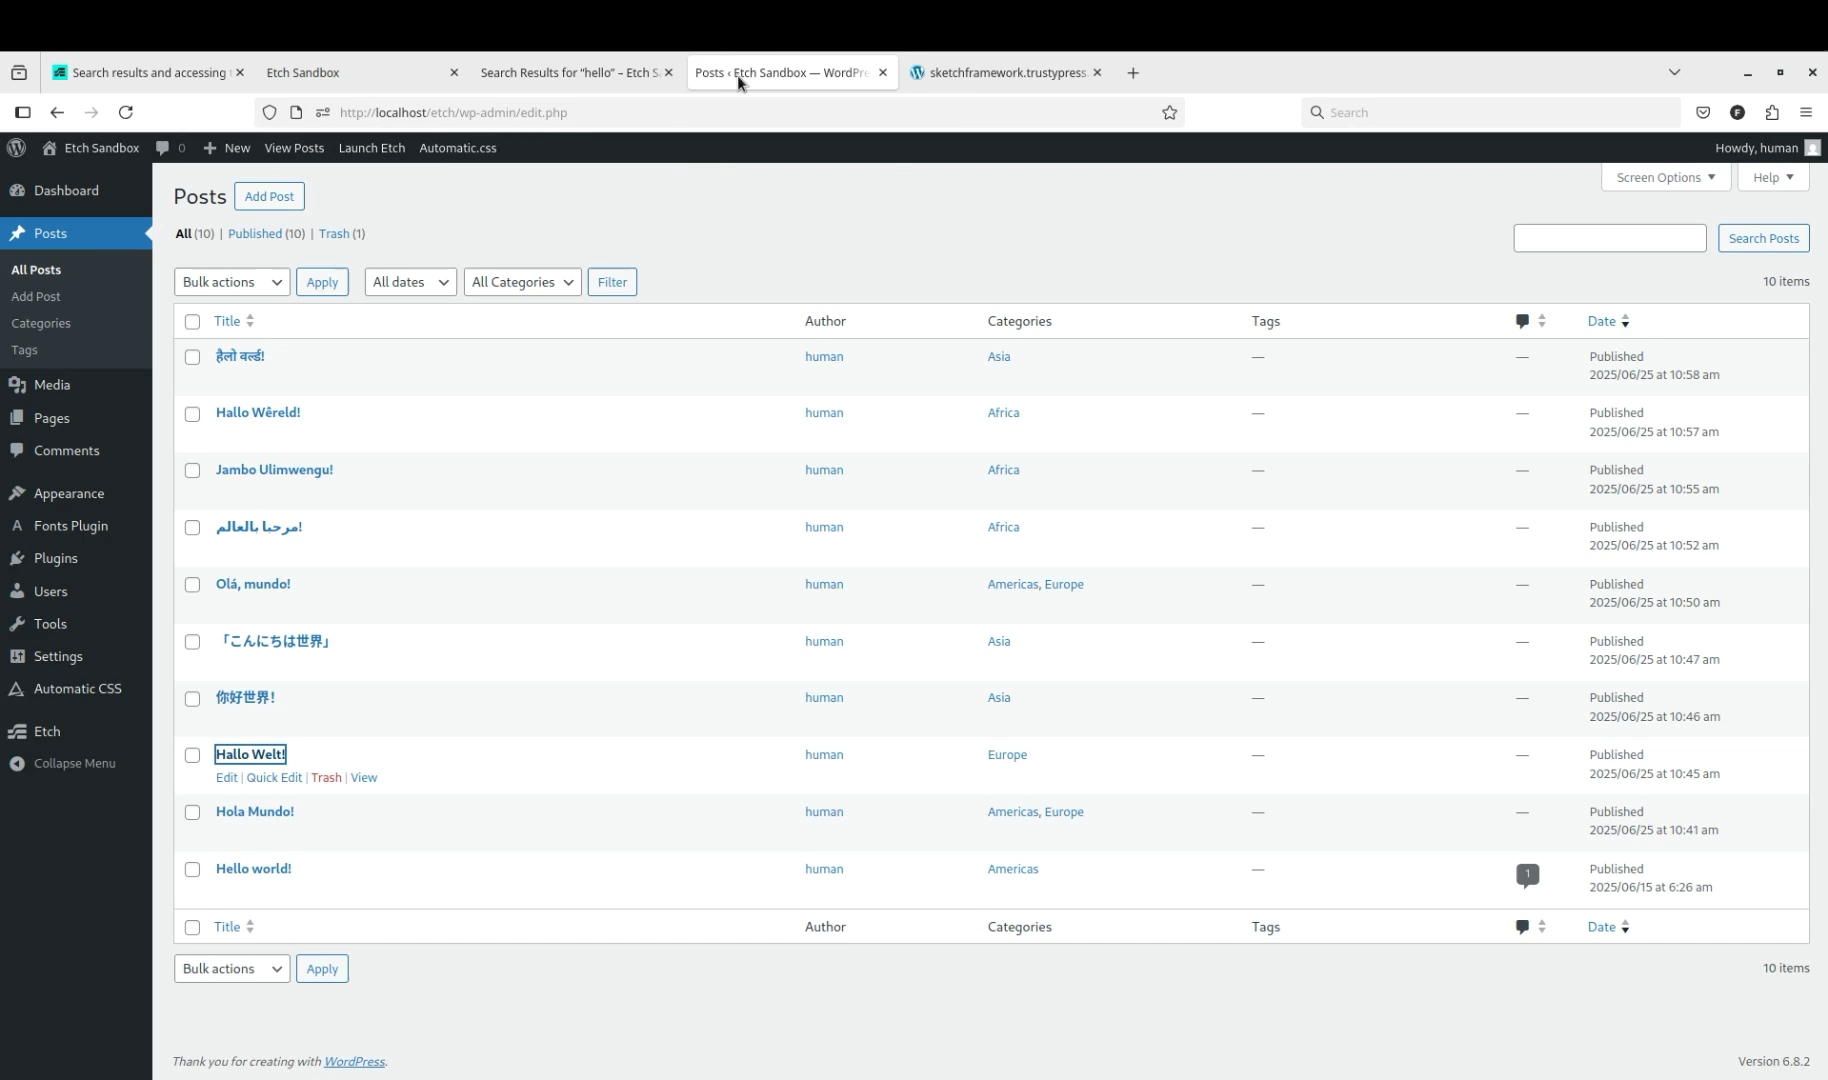 Search results and accessing
Etch Sandbox
Search Results for “hello” – Etch S
Posts ‹ Etch Sandbox — WordPre
sketchframework.trustypress.
http://localhost/etch/wp-admin/edit.php
Search
Etch Sandbox
0
New
View Posts
Launch Etch
Automatic.css
Howdy, human
Dashboard
Posts
All Posts
Add Post
Categories
Tags
Media
Pages
Comments
Appearance
Fonts Plugin
Plugins
Users
Tools
Settings
Automatic CSS
Etch
Collapse Menu
Screen Options
Help
Posts
Add Post
All (10) | Published (10) | Trash (1)
Search Posts
Bulk actions
Apply
All dates
All Categories
Filter
10 items
Title Author Categories Tags Date
हैलो वर्ल्ड! human Asia — — Published
2025/06/25 at 10:58 am
Hallo Wêreld! human Africa — — Published
2025/06/25 at 10:57 am
Jambo Ulimwengu! human Africa — — Published
2025/06/25 at 10:55 am
مرحبا بالعالم! human Africa — — Published
2025/06/25 at 10:52 am
Olá, mundo! human Americas, Europe — — Published
2025/06/25 at 10:50 am
「こんにちは世界」 human Asia — — Published
2025/06/25 at 10:47 am
你好世界！ human Asia — — Published
2025/06/25 at 10:46 am
Hallo Welt! human Europe — — Published
Edit | Quick Edit | Trash | View 2025/06/25 at 10:45 am
Hola Mundo! human Americas, Europe — — Published
2025/06/25 at 10:41 am
Hello world! human Americas — 1 Published
2025/06/15 at 6:26 am
Title Author Categories Tags Date
Bulk actions
Apply
10 items
Thank you for creating with WordPress.
Version 6.8.2